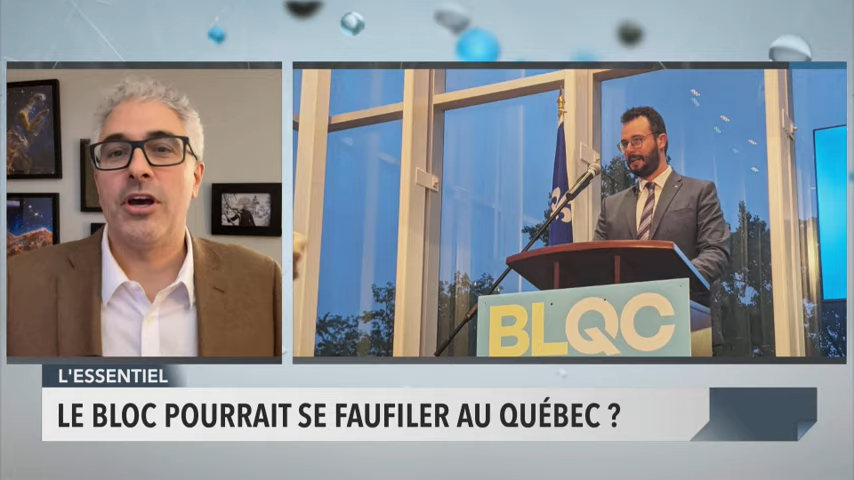 BLQC
L'ESSENTIEL
LE BLOC POURRAIT SE FAUFILER AU QUÉBEC ?